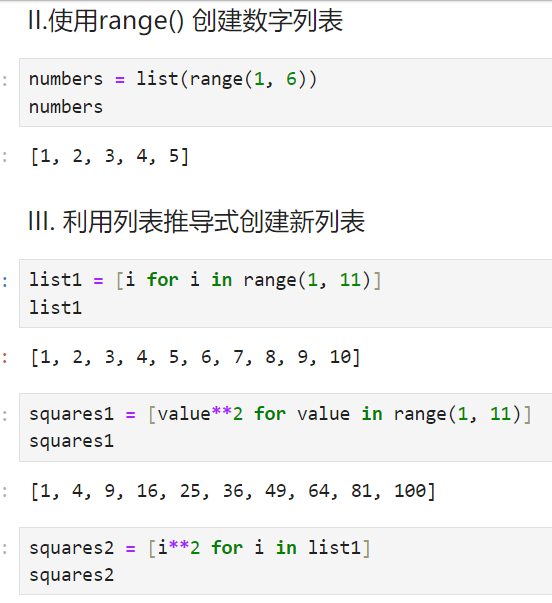 II.使用range() 创建数字列表
: numbers = list(range(1, 6))
numbers
: [1, 2, 3, 4, 5]
III. 利用列表推导式创建新列表
: list1 = [i for i in range(1, 11)]
list1
: [1, 2, 3, 4, 5, 6, 7, 8, 9, 10]
: squares1 = [value**2 for value in range(1, 11)]
squares1
: [1, 4, 9, 16, 25, 36, 49, 64, 81, 100]
: squares2 = [i**2 for i in list1]
squares2